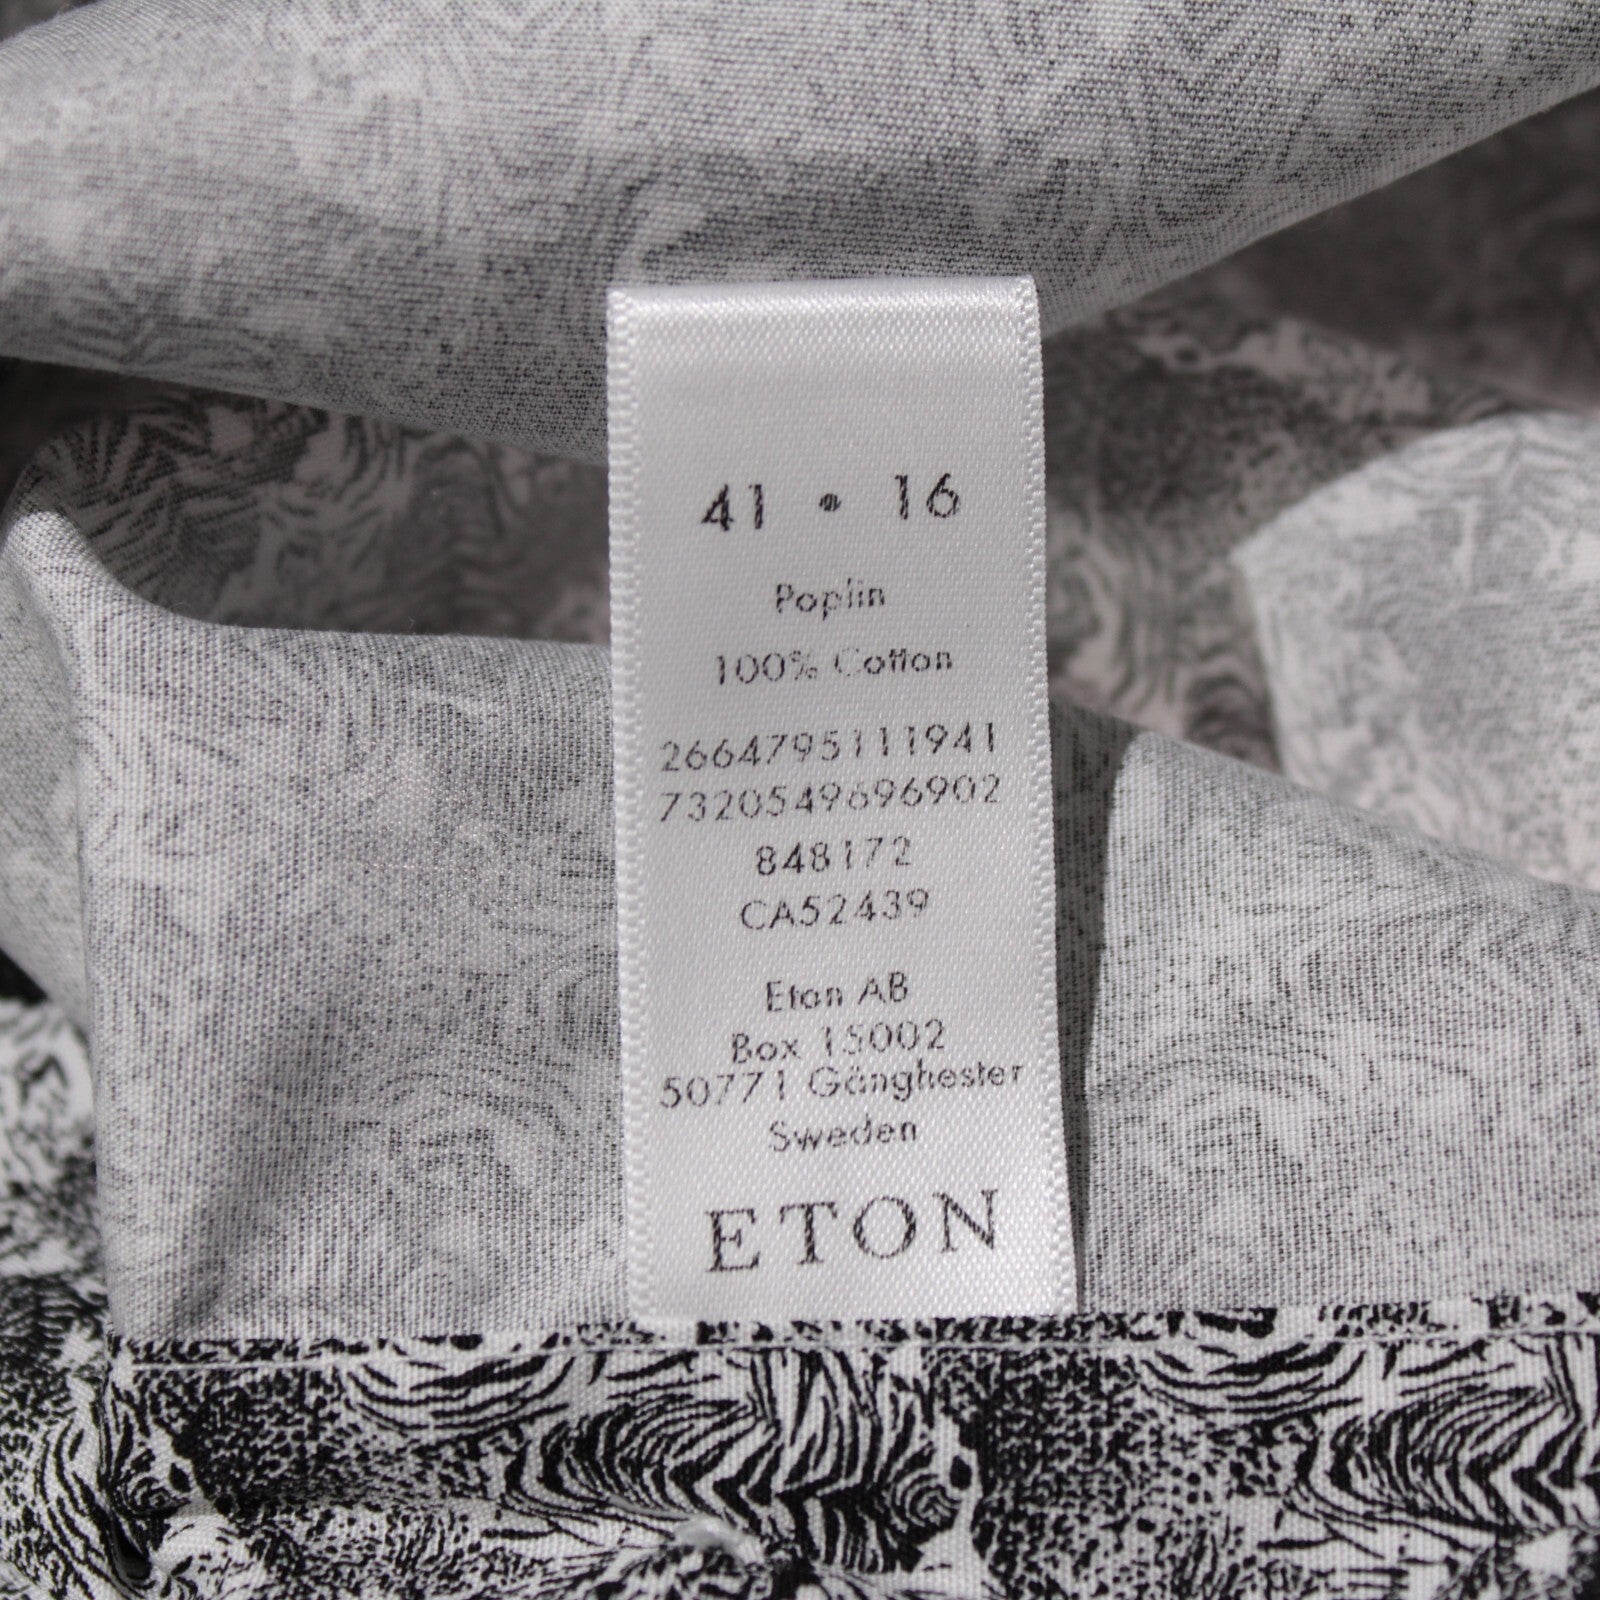 41 • 16
Poplin
100% Cotton
2664795111941
7320549696902
848172
CA52439
Eton AB
Box 15002
50771 Gånghester
Sweden
ETON